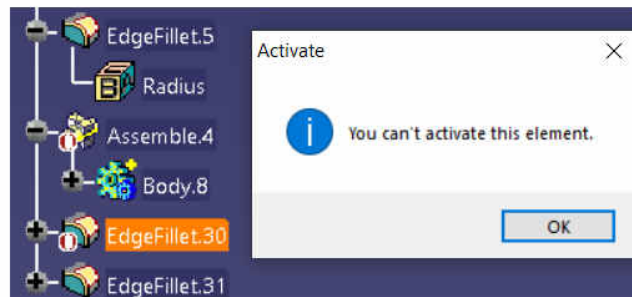 EdgeFillet.5
Radius
Assemble.4
Body.8
EdgeFillet.30
EdgeFillet.31
Activate
You can't activate this element.
OK